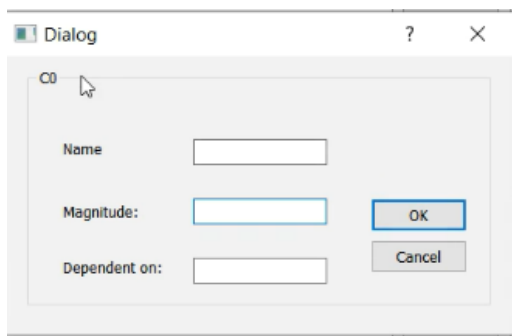 Dialog ? ×
C0
Name
Magnitude:
OK
Dependent on:
Cancel